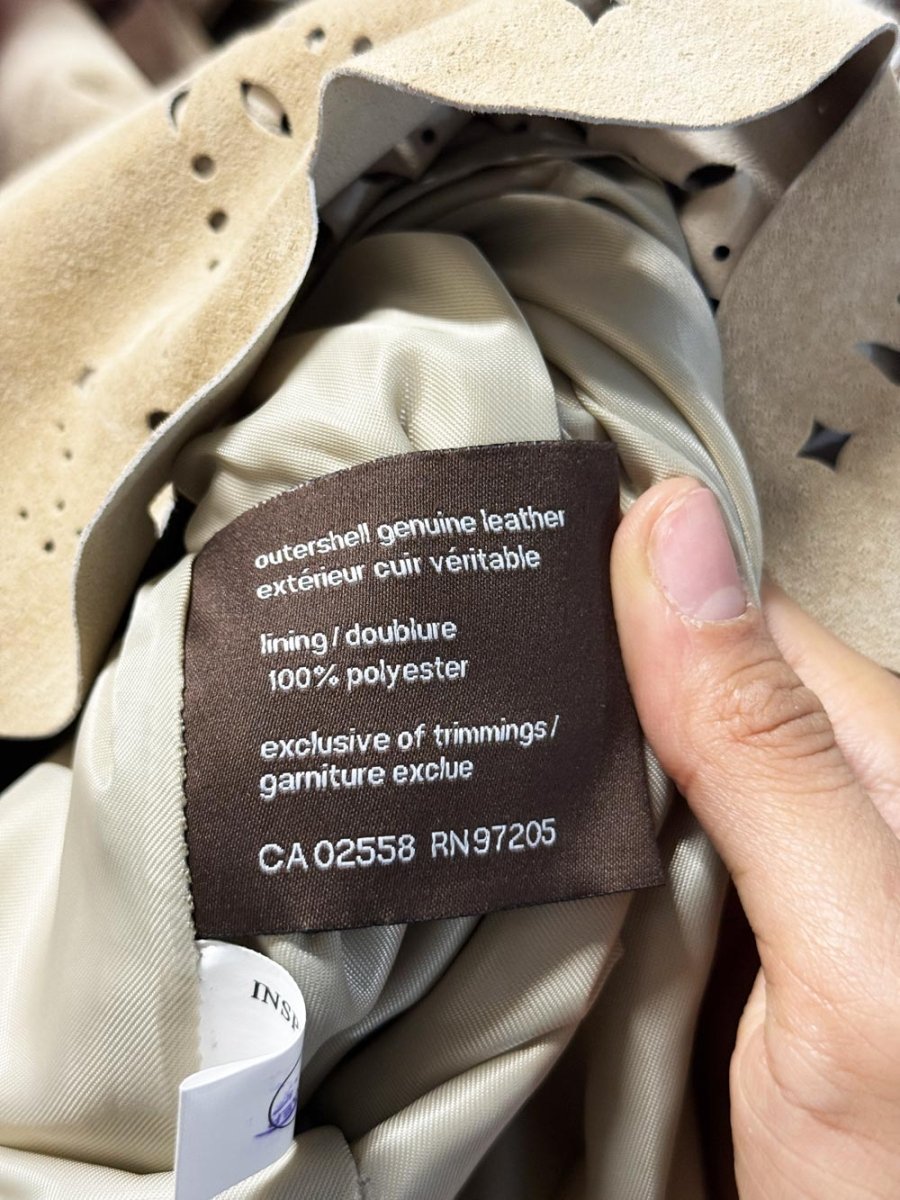 outershell genuine leather
extérieur cuir véritable
lining / doublure
100% polyester
exclusive of trimmings/
garniture exclue
CA 02558 RN 97205